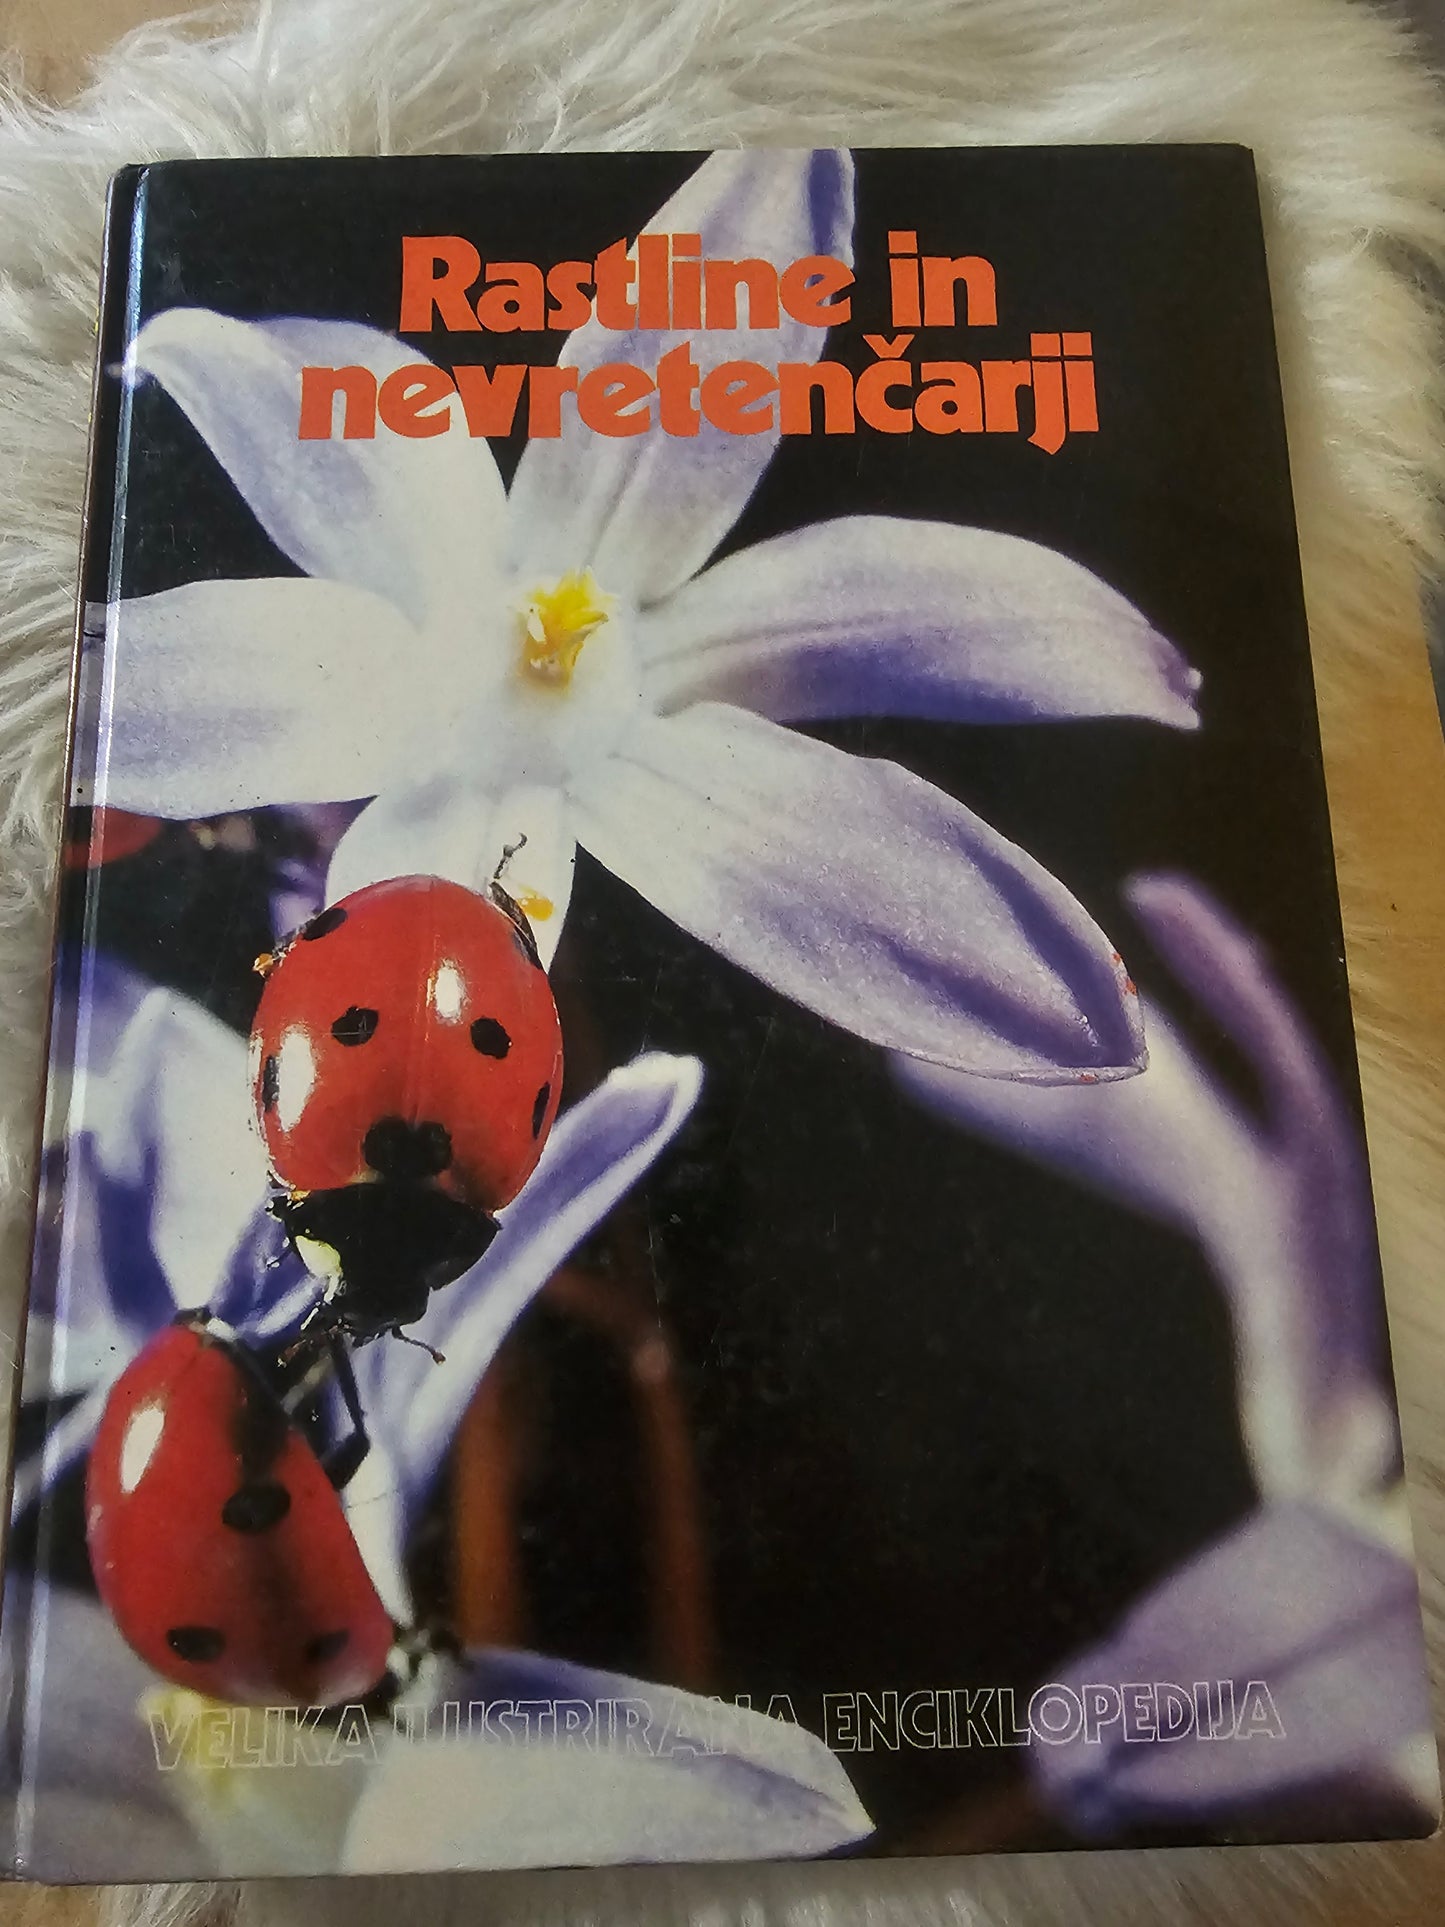 Rastline in
nevretenčarji
VELIKA ILUSTRIRANA ENCIKLOPEDIJA